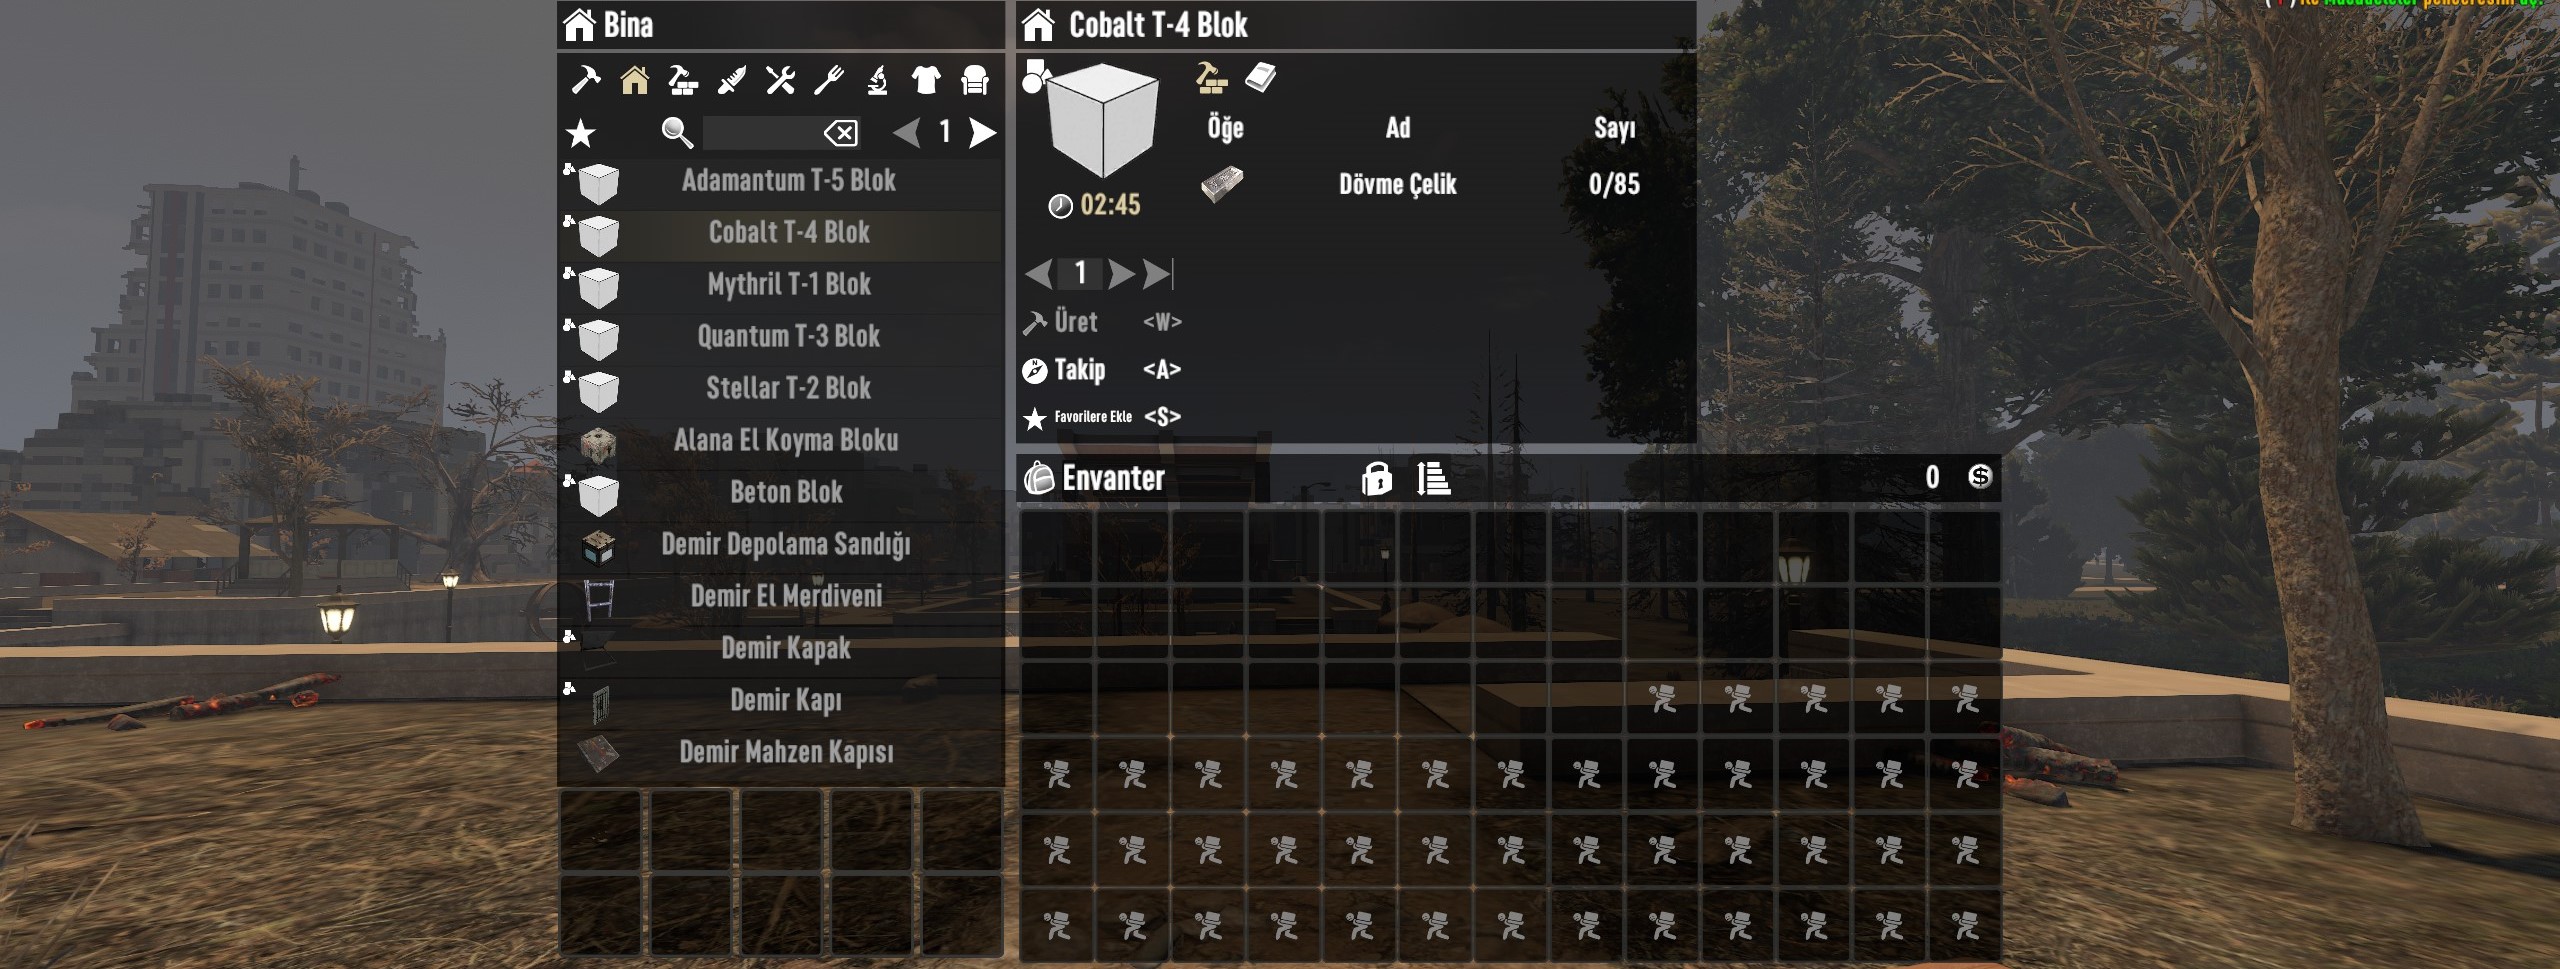 Bina
1
Adamantum T-5 Blok
Cobalt T-4 Blok
Mythril T-1 Blok
Quantum T-3 Blok
Stellar T-2 Blok
Alana El Koyma Bloku
Beton Blok
Demir Depolama Sandığı
Demir El Merdiveni
Demir Kapak
Demir Kapı
Demir Mahzen Kapısı
Cobalt T-4 Blok
Öğe Ad Sayı
Dövme Çelik 0/85
02:45
1
Üret <W>
Takip <A>
Favorilere Ekle <S>
Envanter 0